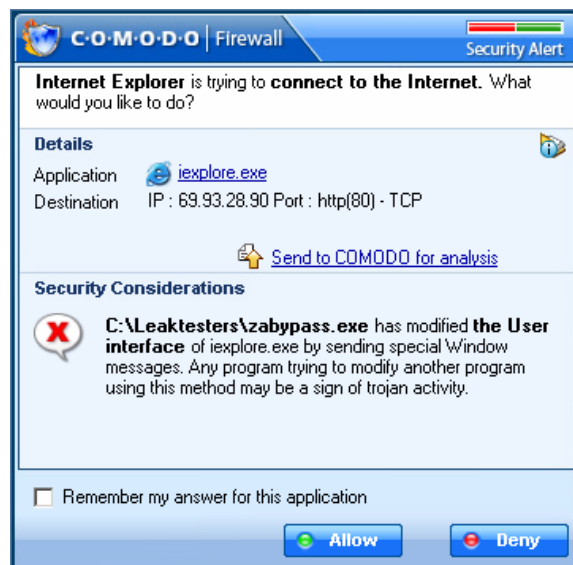 C·O·M·O·D·O | Firewall
Security Alert
Internet Explorer is trying to connect to the Internet. What
would you like to do?
Details
Application iexplore.exe
Destination IP : 69.93.28.90 Port : http(80) - TCP
Send to COMODO for analysis
Security Considerations
C:\Leaktesters\zabypass.exe has modified the User
interface of iexplore.exe by sending special Window
messages. Any program trying to modify another program
using this method may be a sign of trojan activity.
Remember my answer for this application
Allow
Deny